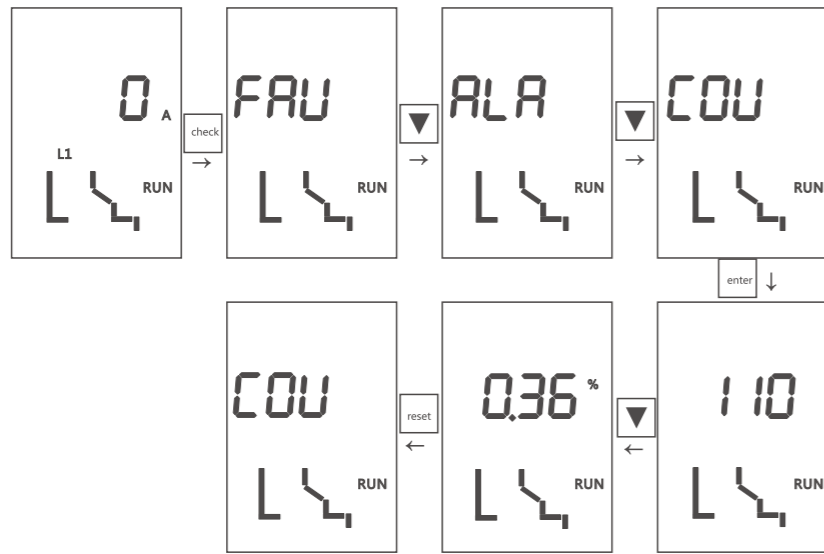 0 A
L1
RUN
check
FAU
RUN
ALA
RUN
COU
RUN
enter
110
RUN
0.36 %
RUN
reset
COU
RUN